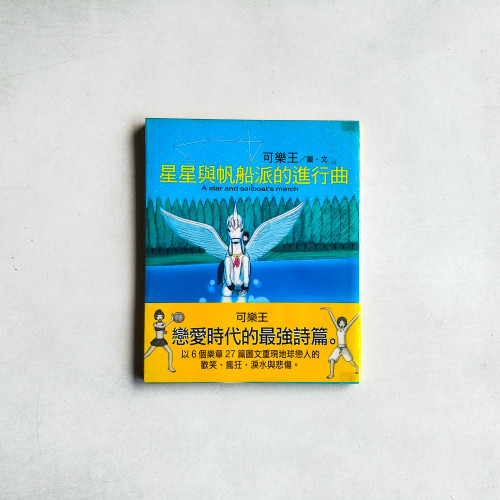 可樂王／圖・文
星星與帆船派的進行曲
A star and sailboat's march
可樂王
戀愛時代的最強詩篇。
以6個樂章27篇圖文重現地球戀人的
歡笑、瘋狂，淚水與悲傷。